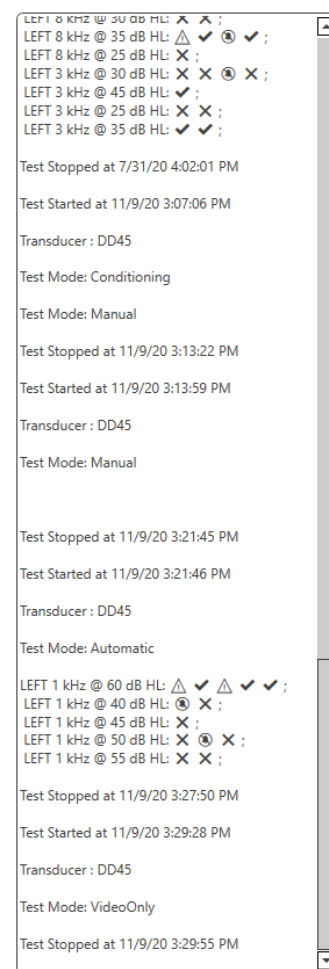 LEFT 8 kHz @ 30 dB HL: ✕ ✕ ;
LEFT 8 kHz @ 35 dB HL: ⚠ ✔ 🔕 ✔ ;
LEFT 8 kHz @ 25 dB HL: ✕ ;
LEFT 3 kHz @ 30 dB HL: ✕ ✕ 🔕 ✕ ;
LEFT 3 kHz @ 45 dB HL: ✔ ;
LEFT 3 kHz @ 25 dB HL: ✕ ✕ ;
LEFT 3 kHz @ 35 dB HL: ✔ ✔ ;
Test Stopped at 7/31/20 4:02:01 PM
Test Started at 11/9/20 3:07:06 PM
Transducer : DD45
Test Mode: Conditioning
Test Mode: Manual
Test Stopped at 11/9/20 3:13:22 PM
Test Started at 11/9/20 3:13:59 PM
Transducer : DD45
Test Mode: Manual
Test Stopped at 11/9/20 3:21:45 PM
Test Started at 11/9/20 3:21:46 PM
Transducer : DD45
Test Mode: Automatic
LEFT 1 kHz @ 60 dB HL: ⚠ ✔ ⚠ ✔ ✔ ;
LEFT 1 kHz @ 40 dB HL: 🔕 ✕ ;
LEFT 1 kHz @ 45 dB HL: ✕ ;
LEFT 1 kHz @ 50 dB HL: ✕ 🔕 ✕ ;
LEFT 1 kHz @ 55 dB HL: ✕ ✕ ;
Test Stopped at 11/9/20 3:27:50 PM
Test Started at 11/9/20 3:29:28 PM
Transducer : DD45
Test Mode: VideoOnly
Test Stopped at 11/9/20 3:29:55 PM